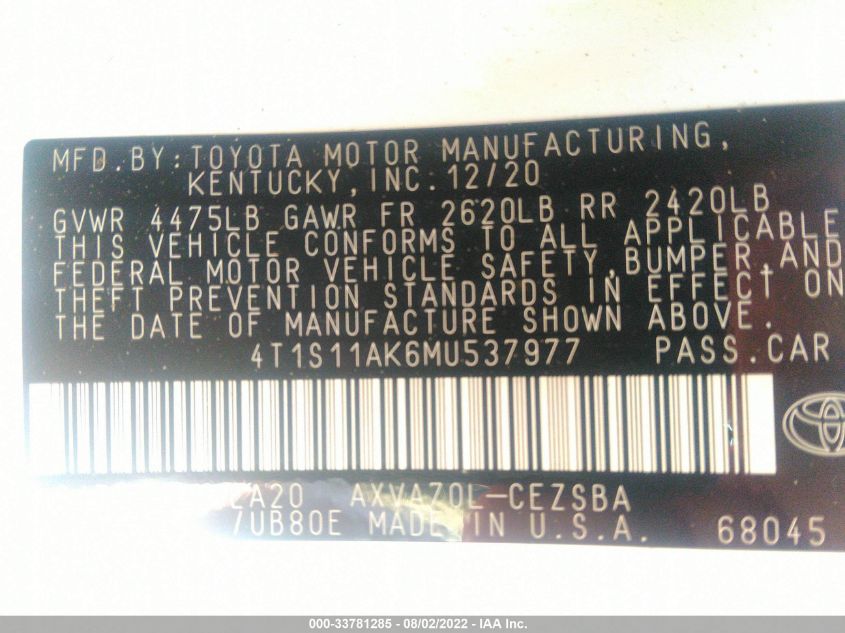 MFD.BY:TOYOTA MOTOR MANUFACTURING,
KENTUCKY,INC.12/20
GVWR 4475LB GAWR FR 2620LB RR 2420LB
THIS VEHICLE CONFORMS TO ALL APPLICABLE
FEDERAL MOTOR VEHICLE SAFETY,BUMPER,AND
THEFT PREVENTION STANDARDS IN EFFECT ON
THE DATE OF MANUFACTURE SHOWN ABOVE.
4T1S11AK6MU537977 PASS.CAR
AXVA70L-CEZSBA
UB80E MADE IN U.S.A. 68045
000-33781285 - 08/02/2022 - IAA Inc.